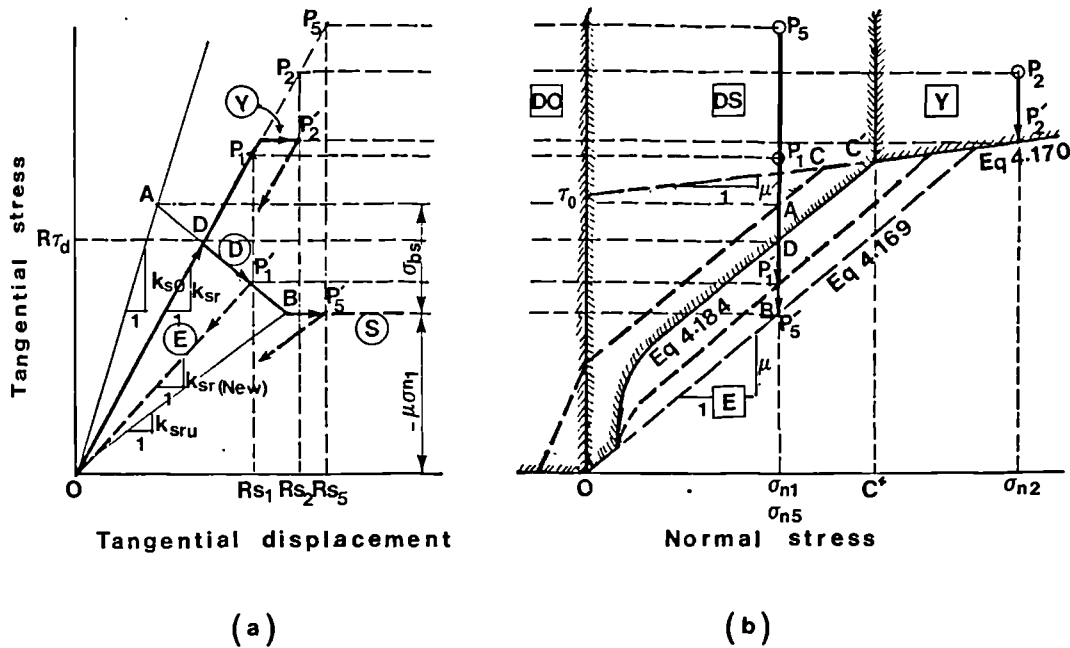 P₅
P₂
Y
P₂′
P₁
A
D
Rτd
D
P₁′
σbs
kso
ksr
B
P₅′
1
1
E
S
ksr(New)
1
-μσn₁
ksru
1
O
Rs₁ Rs₂ Rs₅
Tangential stress
Tangential displacement
(a)
P₅
P₂
DO
DS
Y
P₂′
P₁
C
C′
Eq 4.170
τo
μ
1
A
D
P₁′
Eq 4.169
Eq 4.184
B
P₅′
μ
1
E
O
σn1
C″
σn2
σn5
Normal stress
(b)